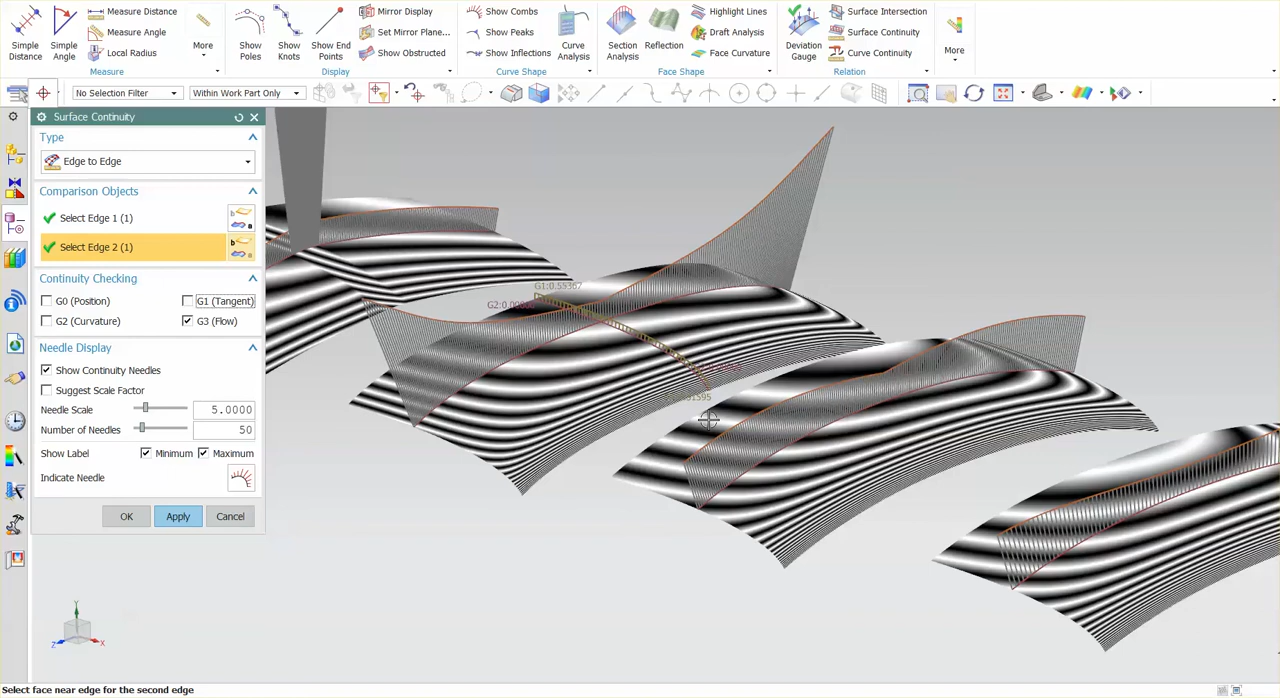 Simple Distance
Simple Angle
Measure Distance
Measure Angle
Local Radius
More
Measure
Show Poles
Show Knots
Show End Points
Mirror Display
Set Mirror Plane...
Show Obstructed
Display
Show Combs
Show Peaks
Show Inflections
Curve Analysis
Curve Shape
Section Analysis
Reflection
Highlight Lines
Draft Analysis
Face Curvature
Face Shape
Deviation Gauge
Surface Intersection
Surface Continuity
Curve Continuity
Relation
More
No Selection Filter
Within Work Part Only
Surface Continuity
Type
Edge to Edge
Comparison Objects
Select Edge 1 (1)
Select Edge 2 (1)
Continuity Checking
G0 (Position)
G1 (Tangent)
G2 (Curvature)
G3 (Flow)
Needle Display
Show Continuity Needles
Suggest Scale Factor
Needle Scale
5.0000
Number of Needles
50
Show Label
Minimum
Maximum
Indicate Needle
OK
Apply
Cancel
G1:0.59367
Y
Z
X
Select face near edge for the second edge